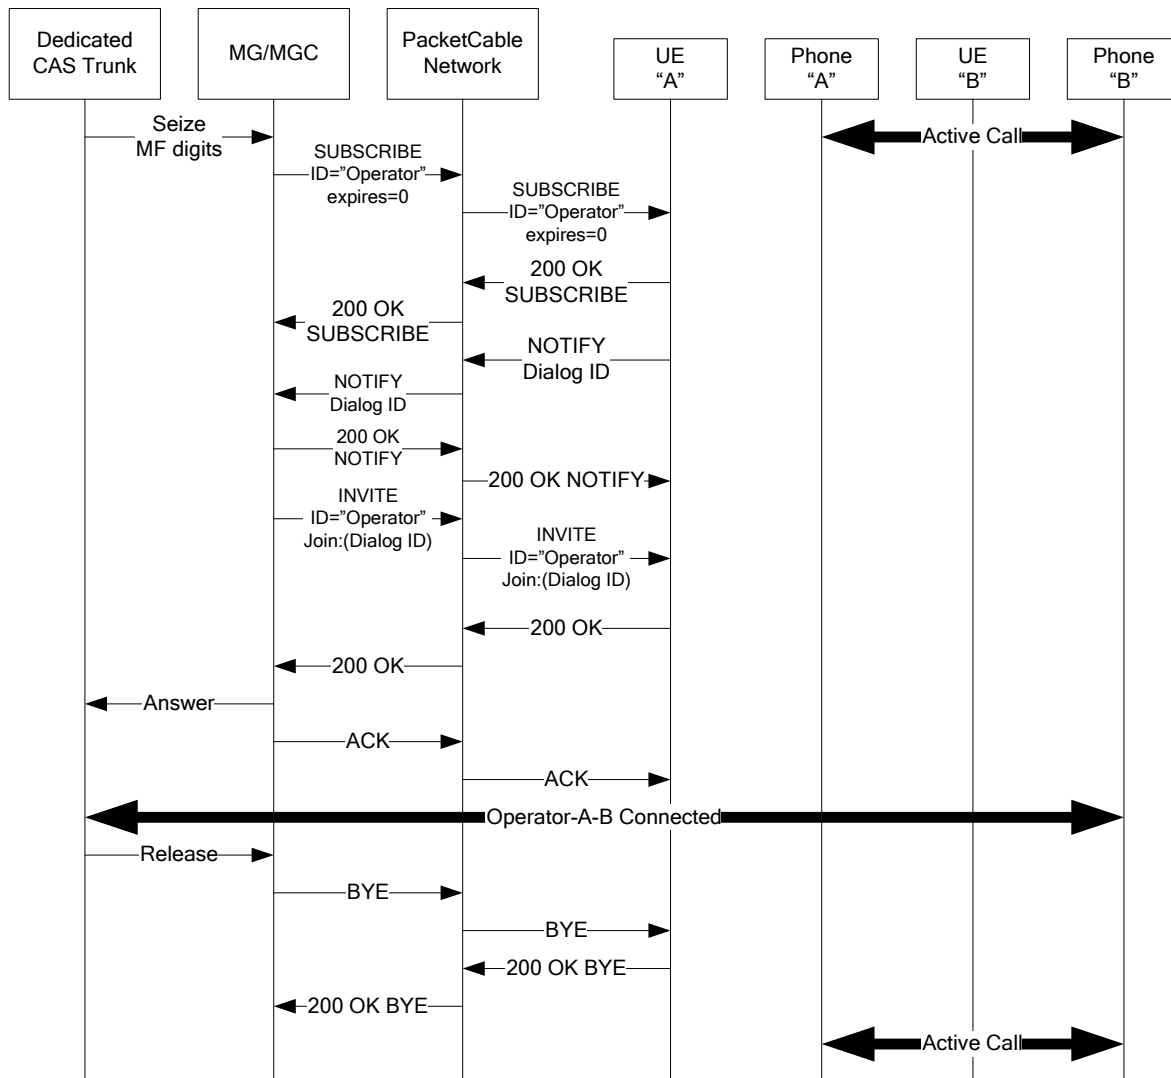 Dedicated
CAS Trunk
MG/MGC
PacketCable
Network
UE
“A”
Phone
“A”
UE
“B”
Phone
“B”
Seize
MF digits
Active Call
SUBSCRIBE
ID=”Operator”
expires=0
SUBSCRIBE
ID=”Operator”
expires=0
200 OK
SUBSCRIBE
200 OK
SUBSCRIBE
NOTIFY
Dialog ID
NOTIFY
Dialog ID
200 OK
NOTIFY
200 OK NOTIFY
INVITE
ID=”Operator”
Join:(Dialog ID)
INVITE
ID=”Operator”
Join:(Dialog ID)
200 OK
200 OK
Answer
ACK
ACK
Operator-A-B Connected
Release
BYE
BYE
200 OK BYE
200 OK BYE
Active Call